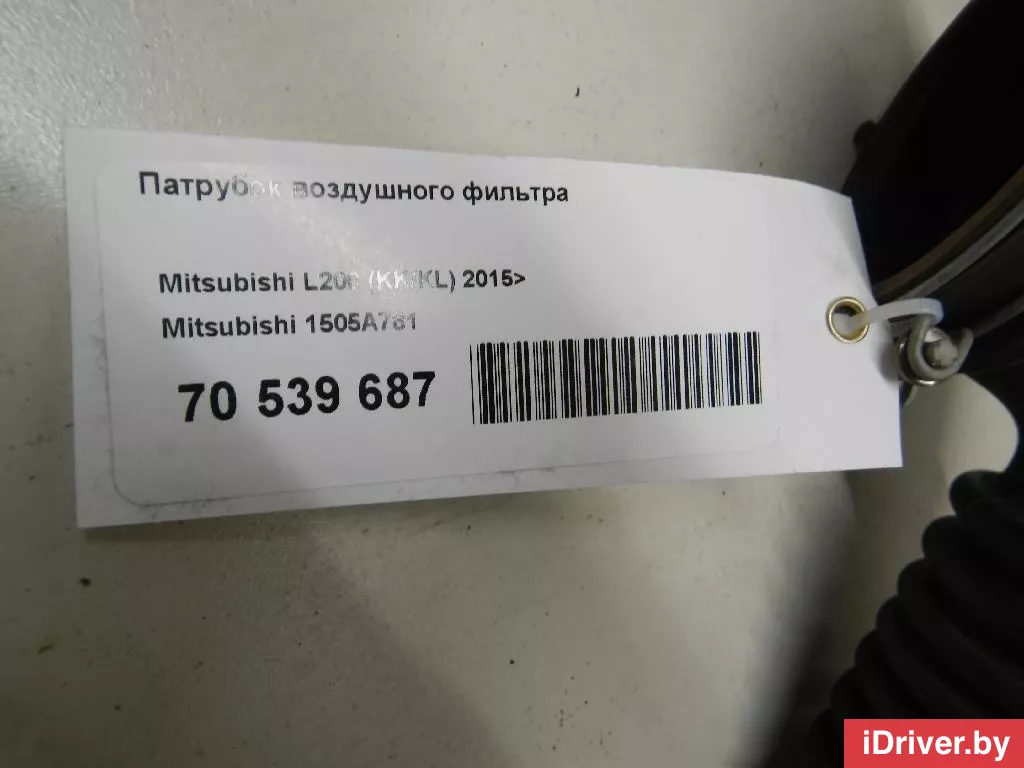 Патрубок воздушного фильтра
Mitsubishi L200 (KK/KL) 2015>
Mitsubishi 1505A781
70 539 687
iDriver.by